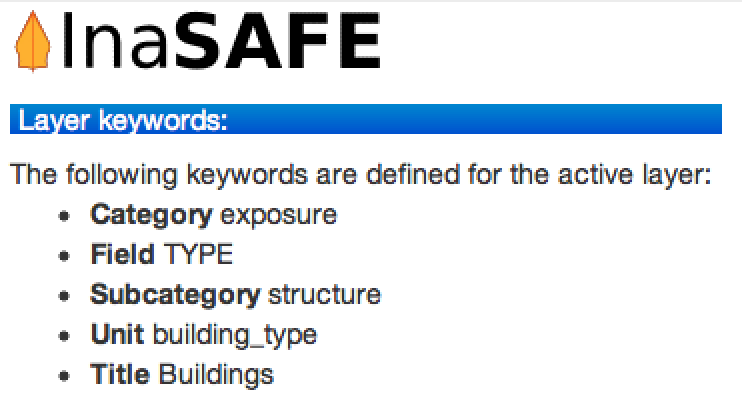 InaSAFE
Layer keywords:
The following keywords are defined for the active layer:
• Category exposure
• Field TYPE
• Subcategory structure
• Unit building_type
• Title Buildings